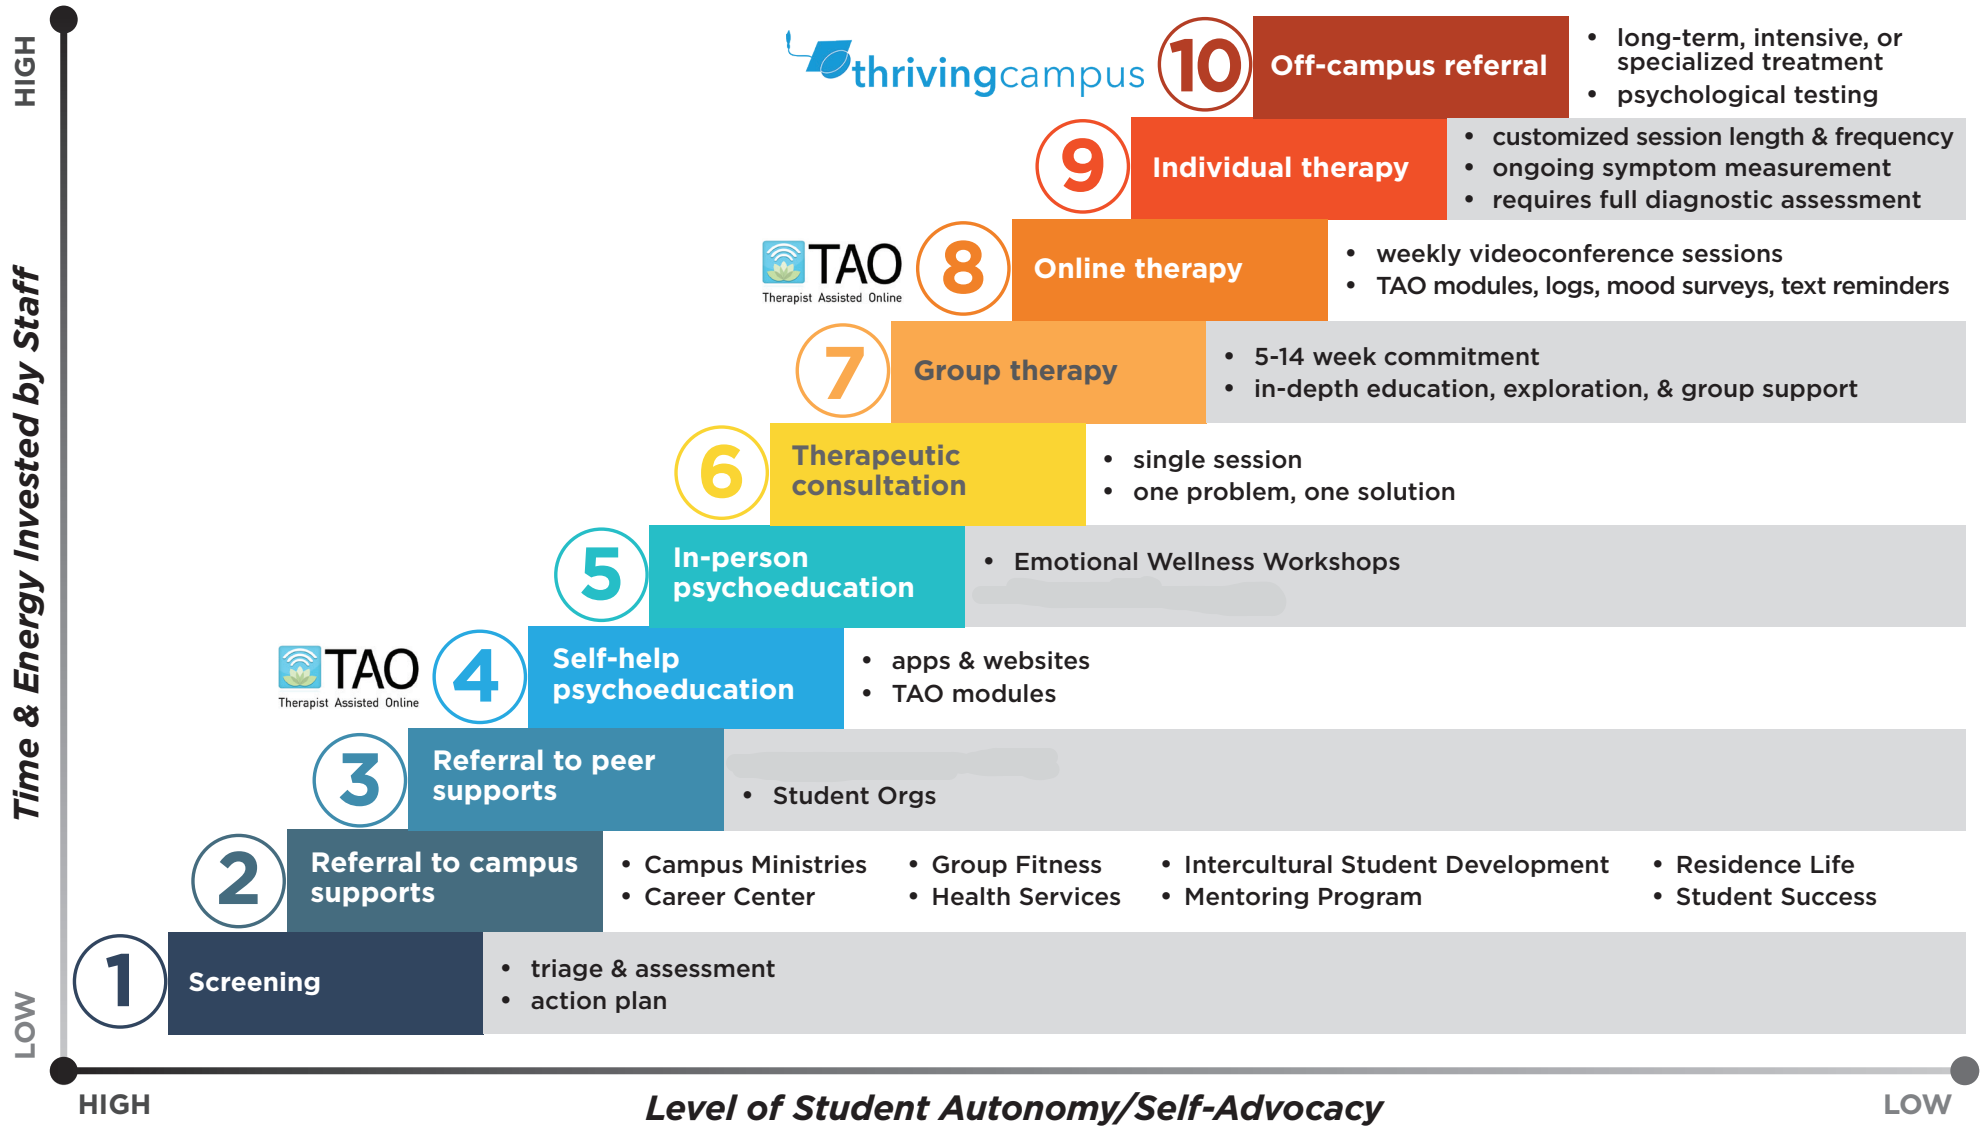 HIGH
thrivingcampus
10
Off-campus referral
• long-term, intensive, or
specialized treatment
• psychological testing
9
Individual therapy
• customized session length & frequency
• ongoing symptom measurement
• requires full diagnostic assessment
TAO
Therapist Assisted Online
8
Online therapy
• weekly videoconference sessions
• TAO modules, logs, mood surveys, text reminders
7
Group therapy
• 5-14 week commitment
• in-depth education, exploration, & group support
6
Therapeutic
consultation
• single session
• one problem, one solution
5
In-person
psychoeducation
• Emotional Wellness Workshops
TAO
Therapist Assisted Online
4
Self-help
psychoeducation
• apps & websites
• TAO modules
3
Referral to peer
supports
• Student Orgs
2
Referral to campus
supports
• Campus Ministries
• Career Center
• Group Fitness
• Health Services
• Intercultural Student Development
• Mentoring Program
• Residence Life
• Student Success
1
Screening
• triage & assessment
• action plan
Time & Energy Invested by Staff
LOW
HIGH
Level of Student Autonomy/Self-Advocacy
LOW